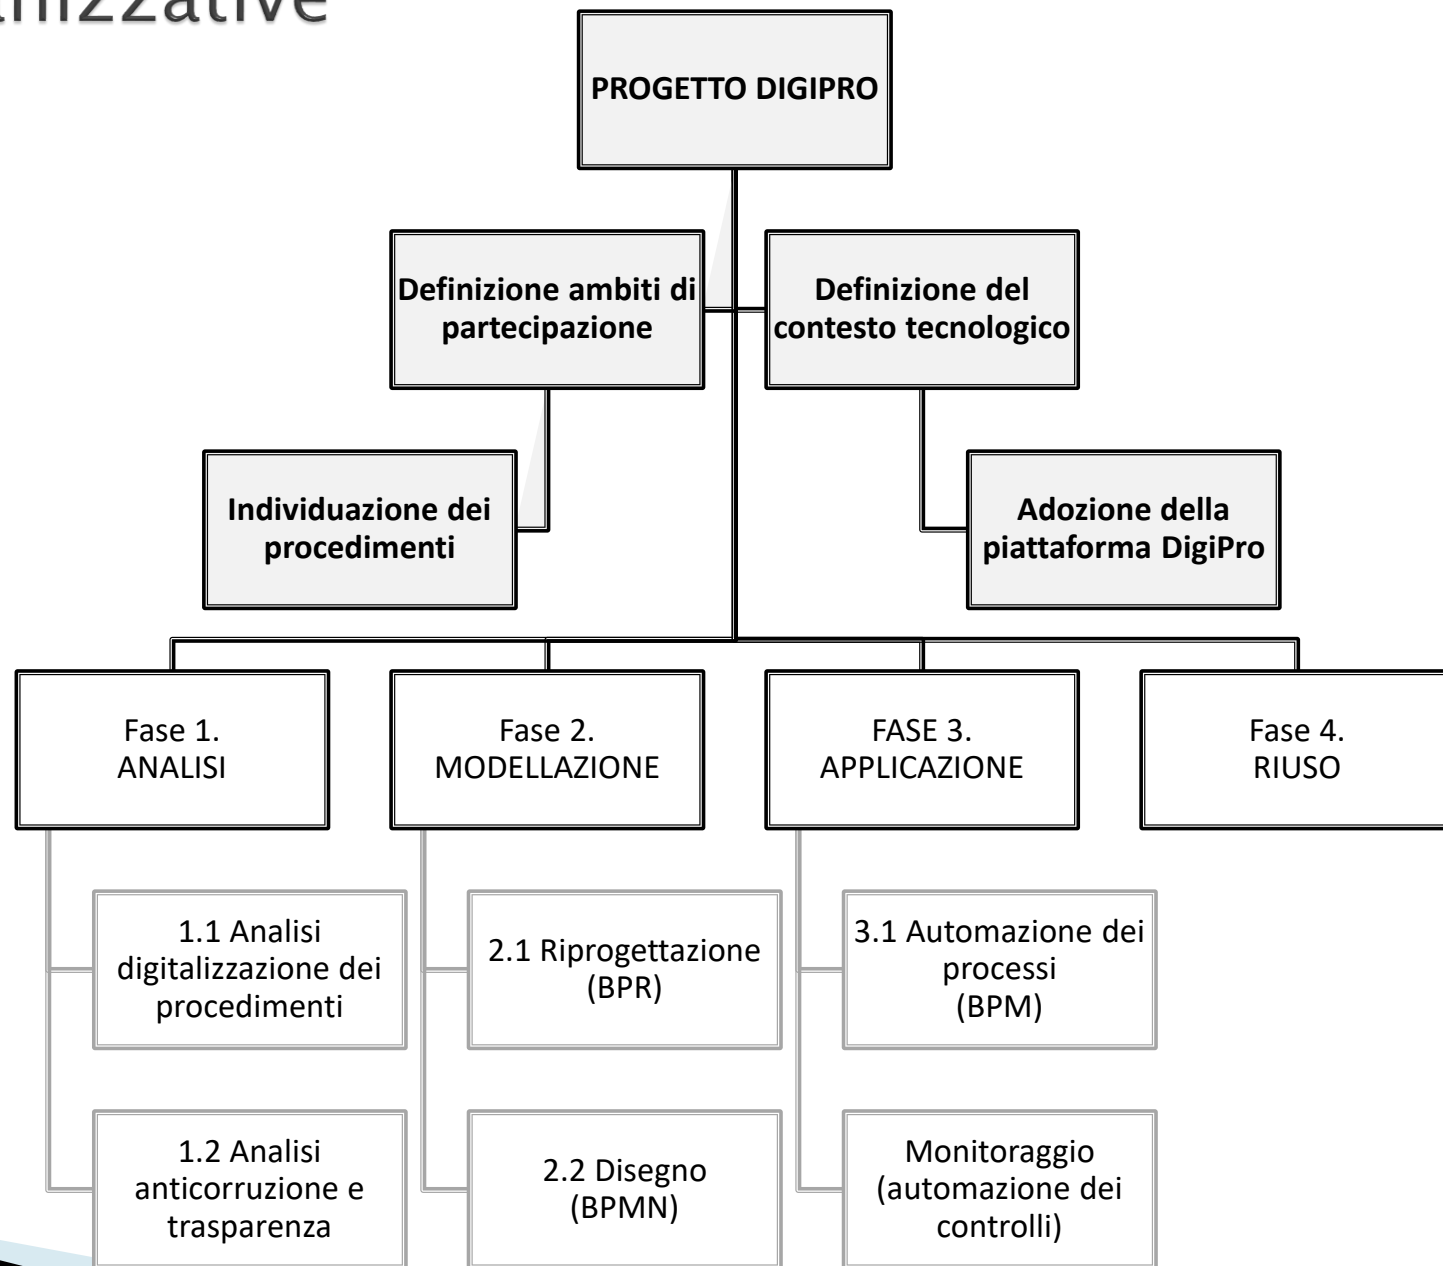 PROGETTO DIGIPRO
Definizione ambiti di
partecipazione
Definizione del
contesto tecnologico
Individuazione dei
procedimenti
Adozione della
piattaforma DigiPro
Fase 1.
ANALISI
Fase 2.
MODELLAZIONE
FASE 3.
APPLICAZIONE
Fase 4.
RIUSO
1.1 Analisi
digitalizzazione dei
procedimenti
2.1 Riprogettazione
(BPR)
3.1 Automazione dei
processi
(BPM)
1.2 Analisi
anticorruzione e
trasparenza
2.2 Disegno
(BPMN)
Monitoraggio
(automazione dei
controlli)